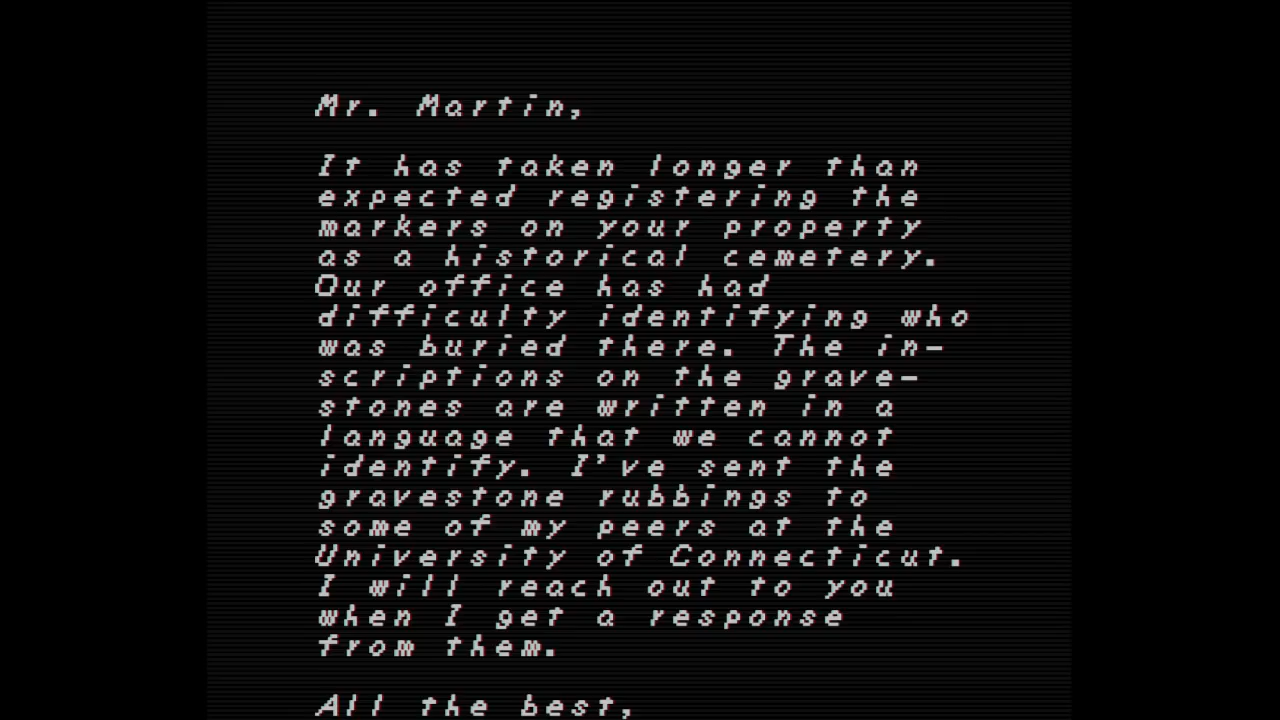 Mr. Martin,
It has taken longer than
expected registering the
markers on your property
as a historical cemetery.
Our office has had
difficulty identifying who
was buried there. The in-
scriptions on the grave-
stones are written in a
language that we cannot
identify. I've sent the
gravestone rubbings to
some of my peers at the
University of Connecticut.
I will reach out to you
when I get a response
from them.
All the best,